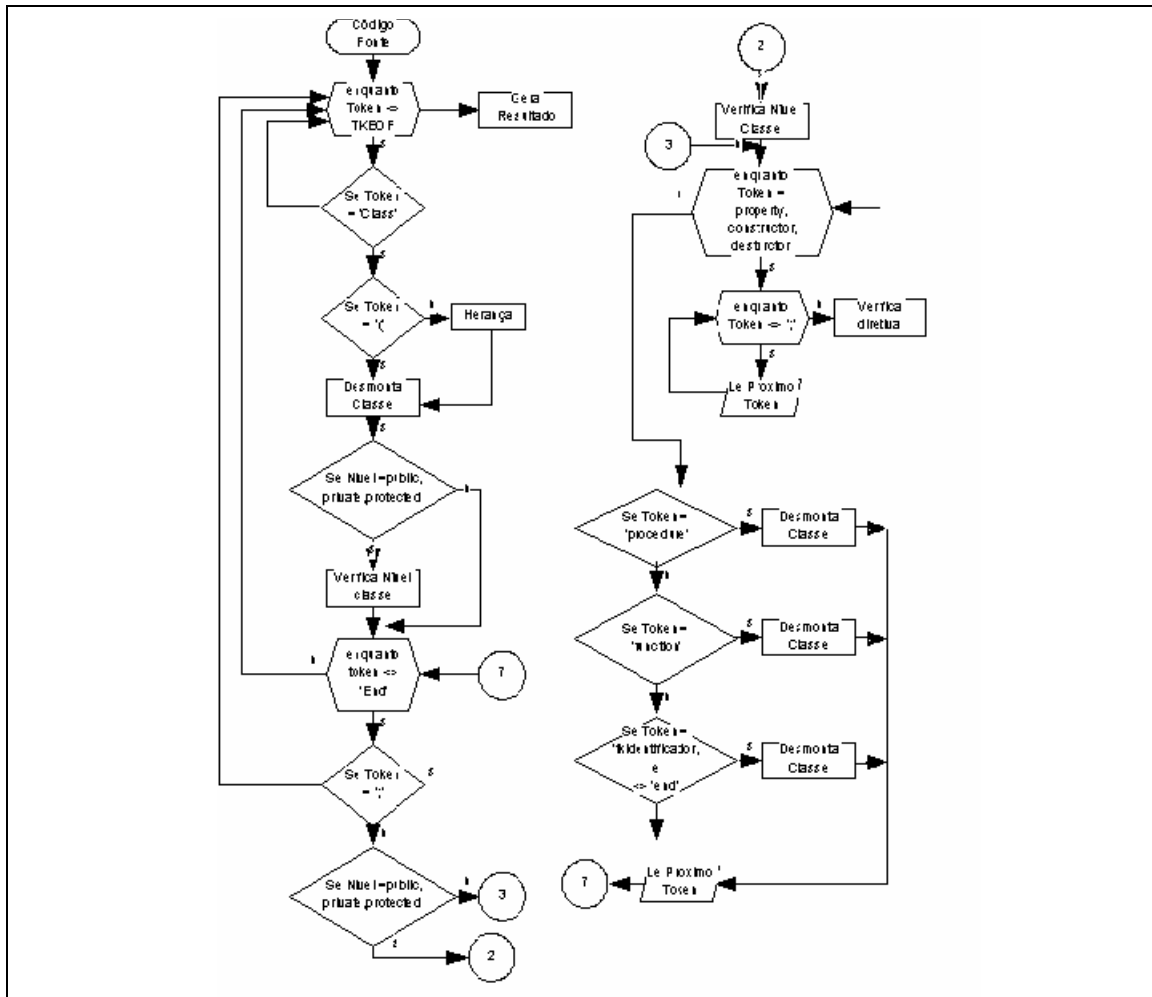 Código
Fonte
enquanto
Token <>
TKEOF
Gera
Resultado
s
Se Token
= 'Class'
s
Se Token
= '('
n
Herança
s
Desmonta
Classe
s
Se Nivel=public,
private,protected
n
s
Verifica Nivel
classe
enquanto
token <>
'End'
n
7
s
Se Token
= ';'
s
n
Se Nivel=public,
private,protected
n
3
s
2
2
s
Verifica Nivel
Classe
3
enquanto
Token =
property,
constructor,
destructor
s
enquanto
Token <> ';'
n
Verifica
diretiva
s
Le Proximo
Token
Se Token=
'procedure'
s
Desmonta
Classe
n
Se Token=
'function'
s
Desmonta
Classe
n
Se Token=
'tkidentificador,
e
<> 'end'
s
Desmonta
Classe
7
Le Proximo
Token